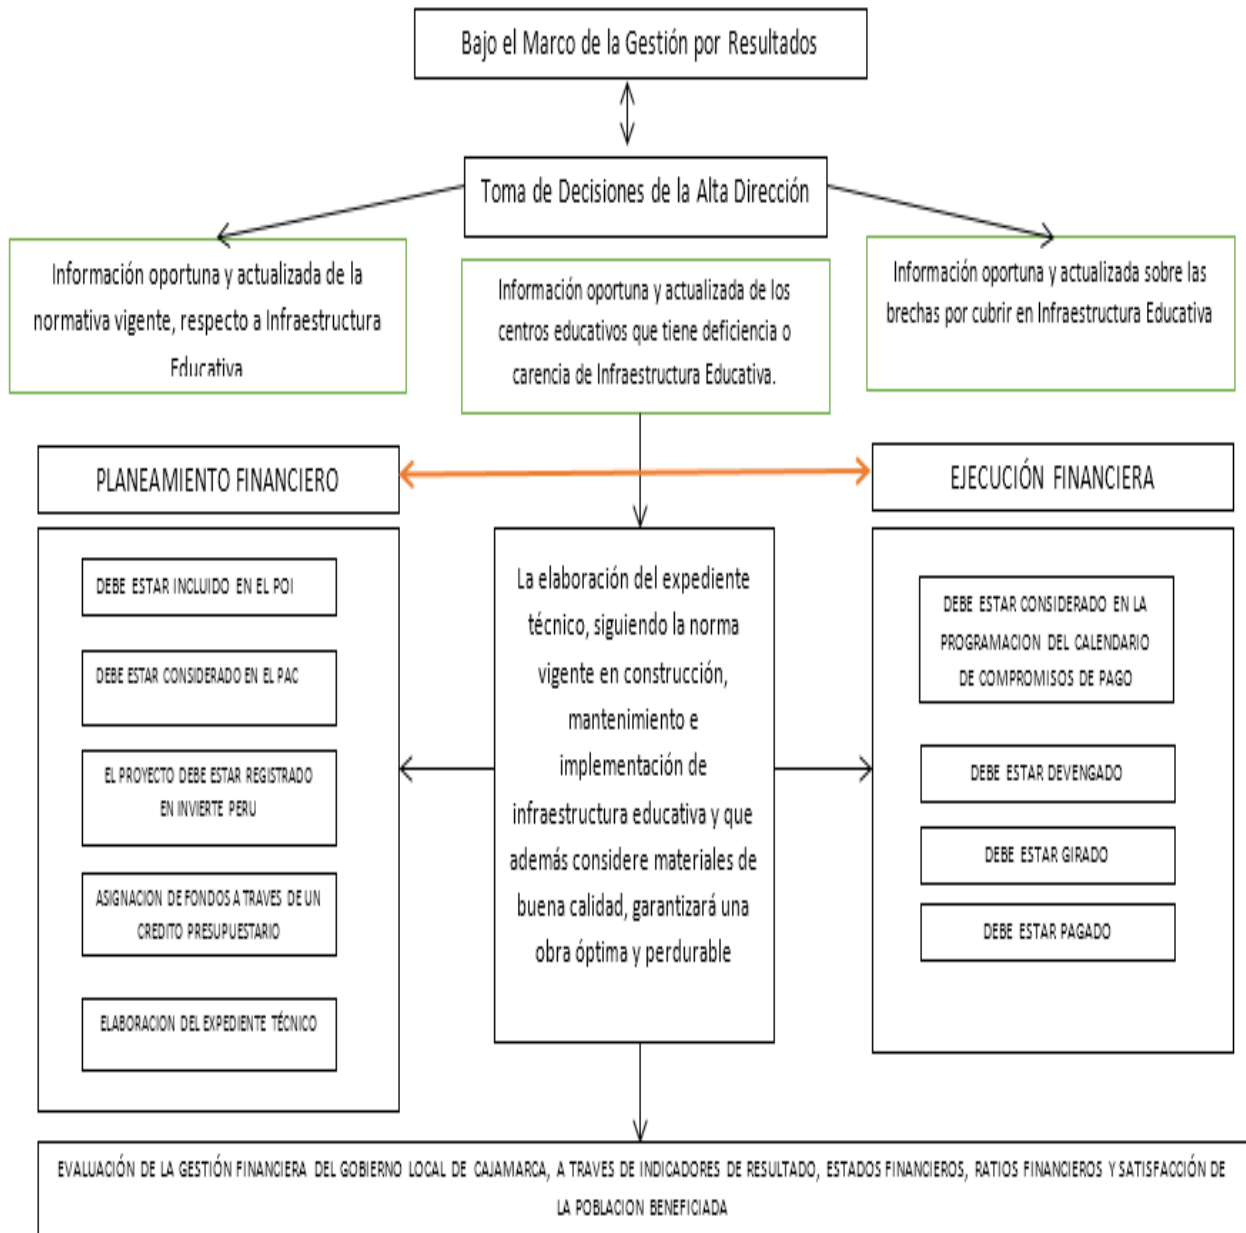 Bajo el Marco de la Gestión por Resultados
Toma de Decisiones de la Alta Dirección
Información oportuna y actualizada de la
normativa vigente, respecto a Infraestructura
Educativa
Información oportuna y actualizada de los
centros educativos que tiene deficiencia o
carencia de Infraestructura Educativa.
Información oportuna y actualizada sobre las
brechas por cubrir en Infraestructura Educativa
PLANEAMIENTO FINANCIERO
DEBE ESTAR INCLUIDO EN EL POI
DEBE ESTAR CONSIDERADO EN EL PAC
EL PROYECTO DEBE ESTAR REGISTRADO
EN INVIERTE PERU
ASIGNACION DE FONDOS A TRAVES DE UN
CREDITO PRESUPUESTARIO
ELABORACION DEL EXPEDIENTE TÉCNICO
La elaboración del expediente
técnico, siguiendo la norma
vigente en construcción,
mantenimiento e
implementación de
infraestructura educativa y que
además considere materiales de
buena calidad, garantizará una
obra óptima y perdurable
EJECUCIÓN FINANCIERA
DEBE ESTAR CONSIDERADO EN LA
PROGRAMACION DEL CALENDARIO
DE COMPROMISOS DE PAGO
DEBE ESTAR DEVENGADO
DEBE ESTAR GIRADO
DEBE ESTAR PAGADO
EVALUACIÓN DE LA GESTIÓN FINANCIERA DEL GOBIERNO LOCAL DE CAJAMARCA, A TRAVES DE INDICADORES DE RESULTADO, ESTADOS FINANCIEROS, RATIOS FINANCIEROS Y SATISFACCIÓN DE
LA POBLACION BENEFICIADA